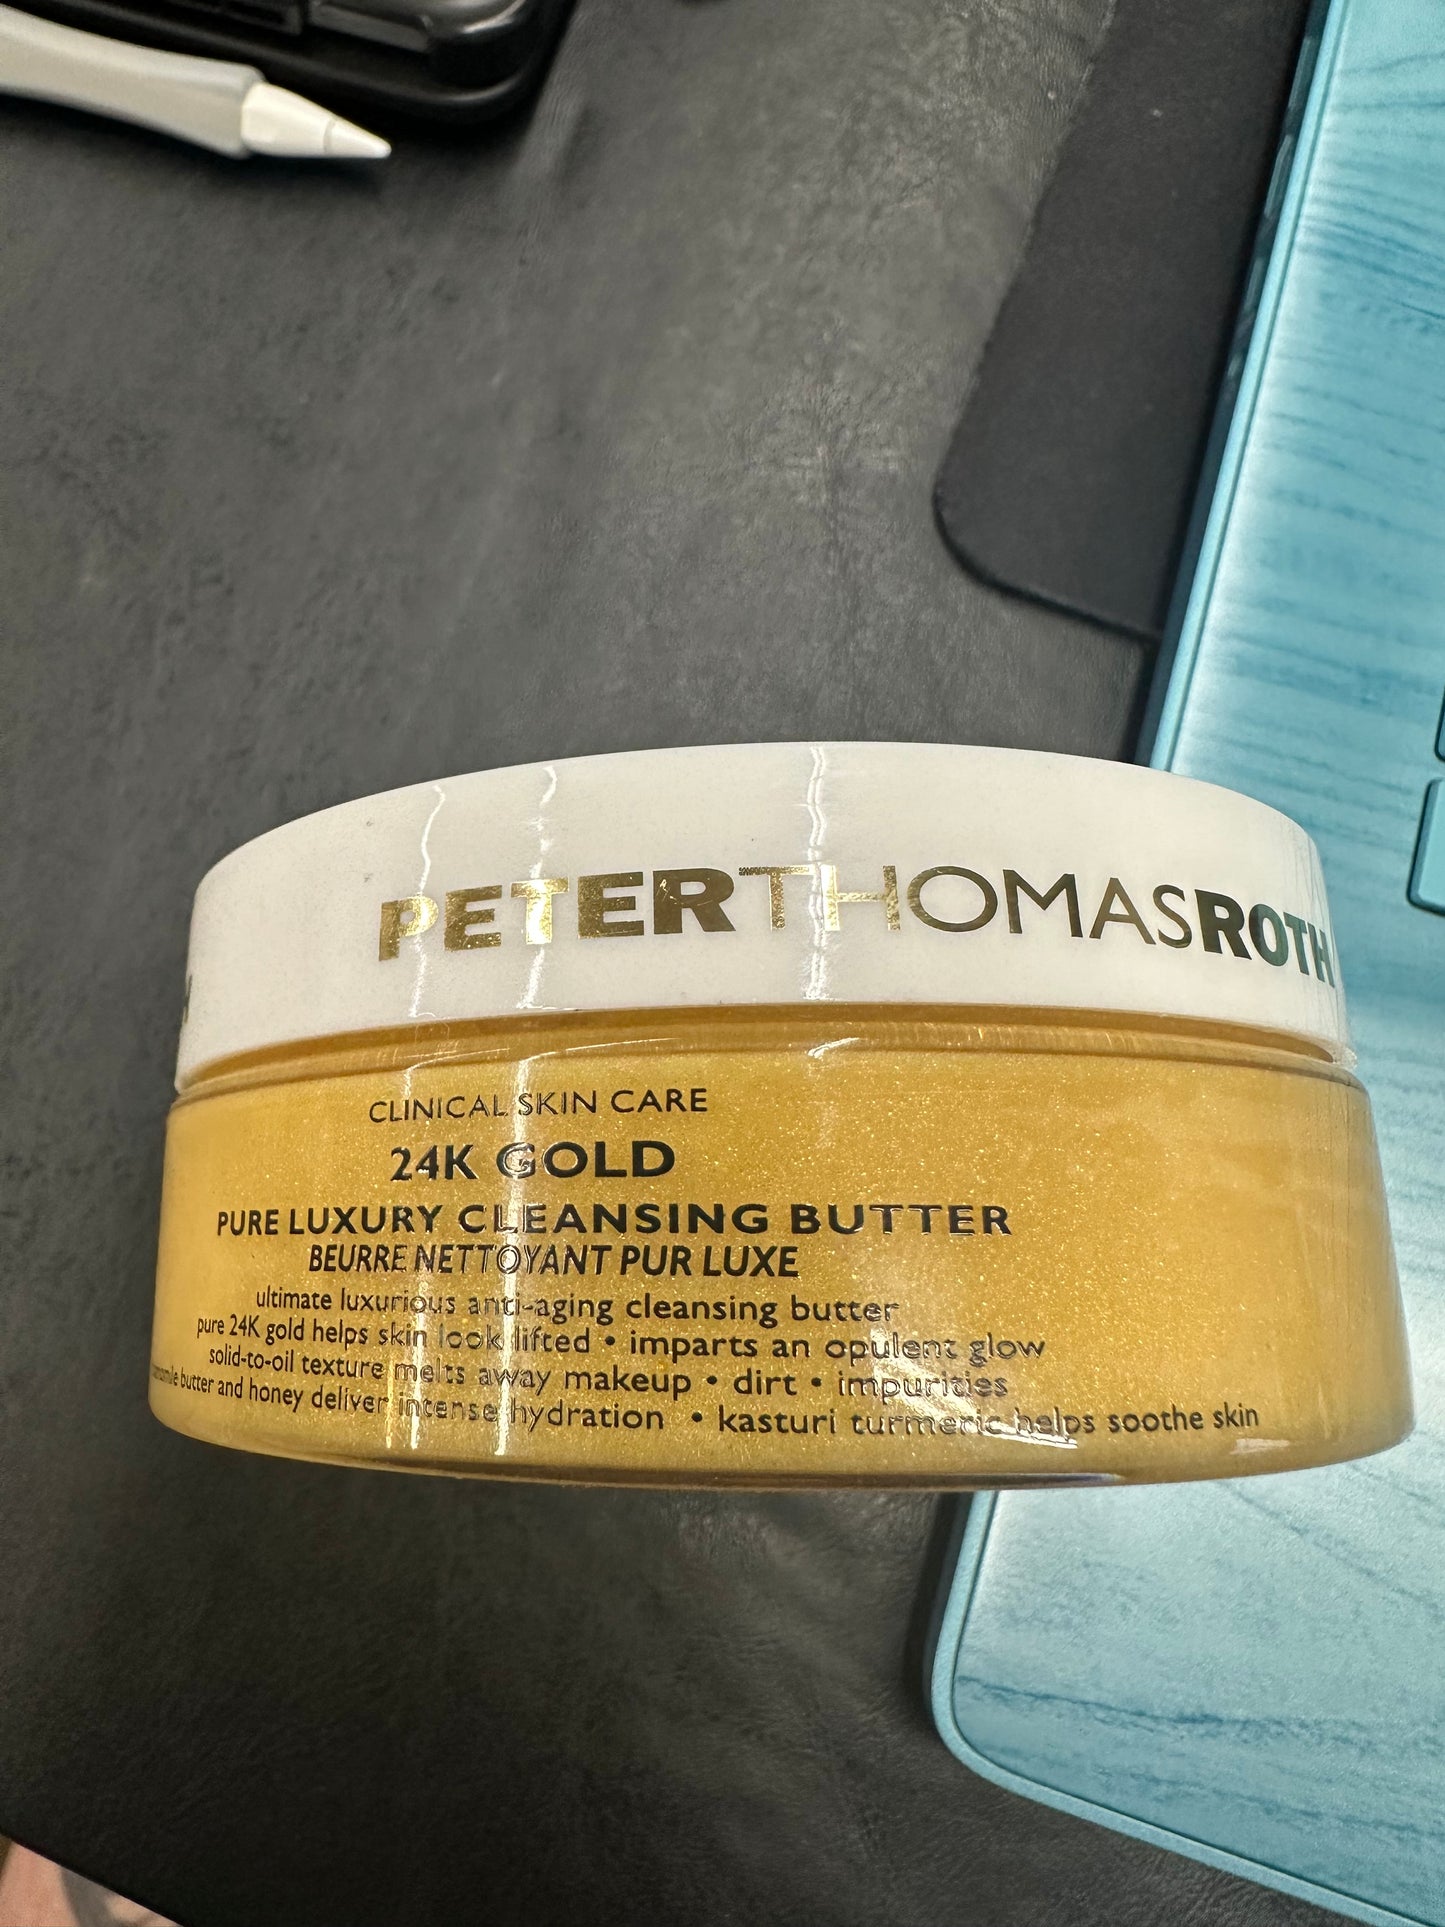 PETERTHOMASROTH
CLINICAL SKIN CARE
24K GOLD
PURE LUXURY CLEANSING BUTTER
BEURRE NETTOYANT PUR LUXE
ultimate luxurious anti-aging cleansing butter
pure 24K gold helps skin look lifted • imparts an opulent glow
solid-to-oil texture melts away makeup • dirt • impurities
butter and honey deliver intense hydration • kasturi turmeric helps soothe skin